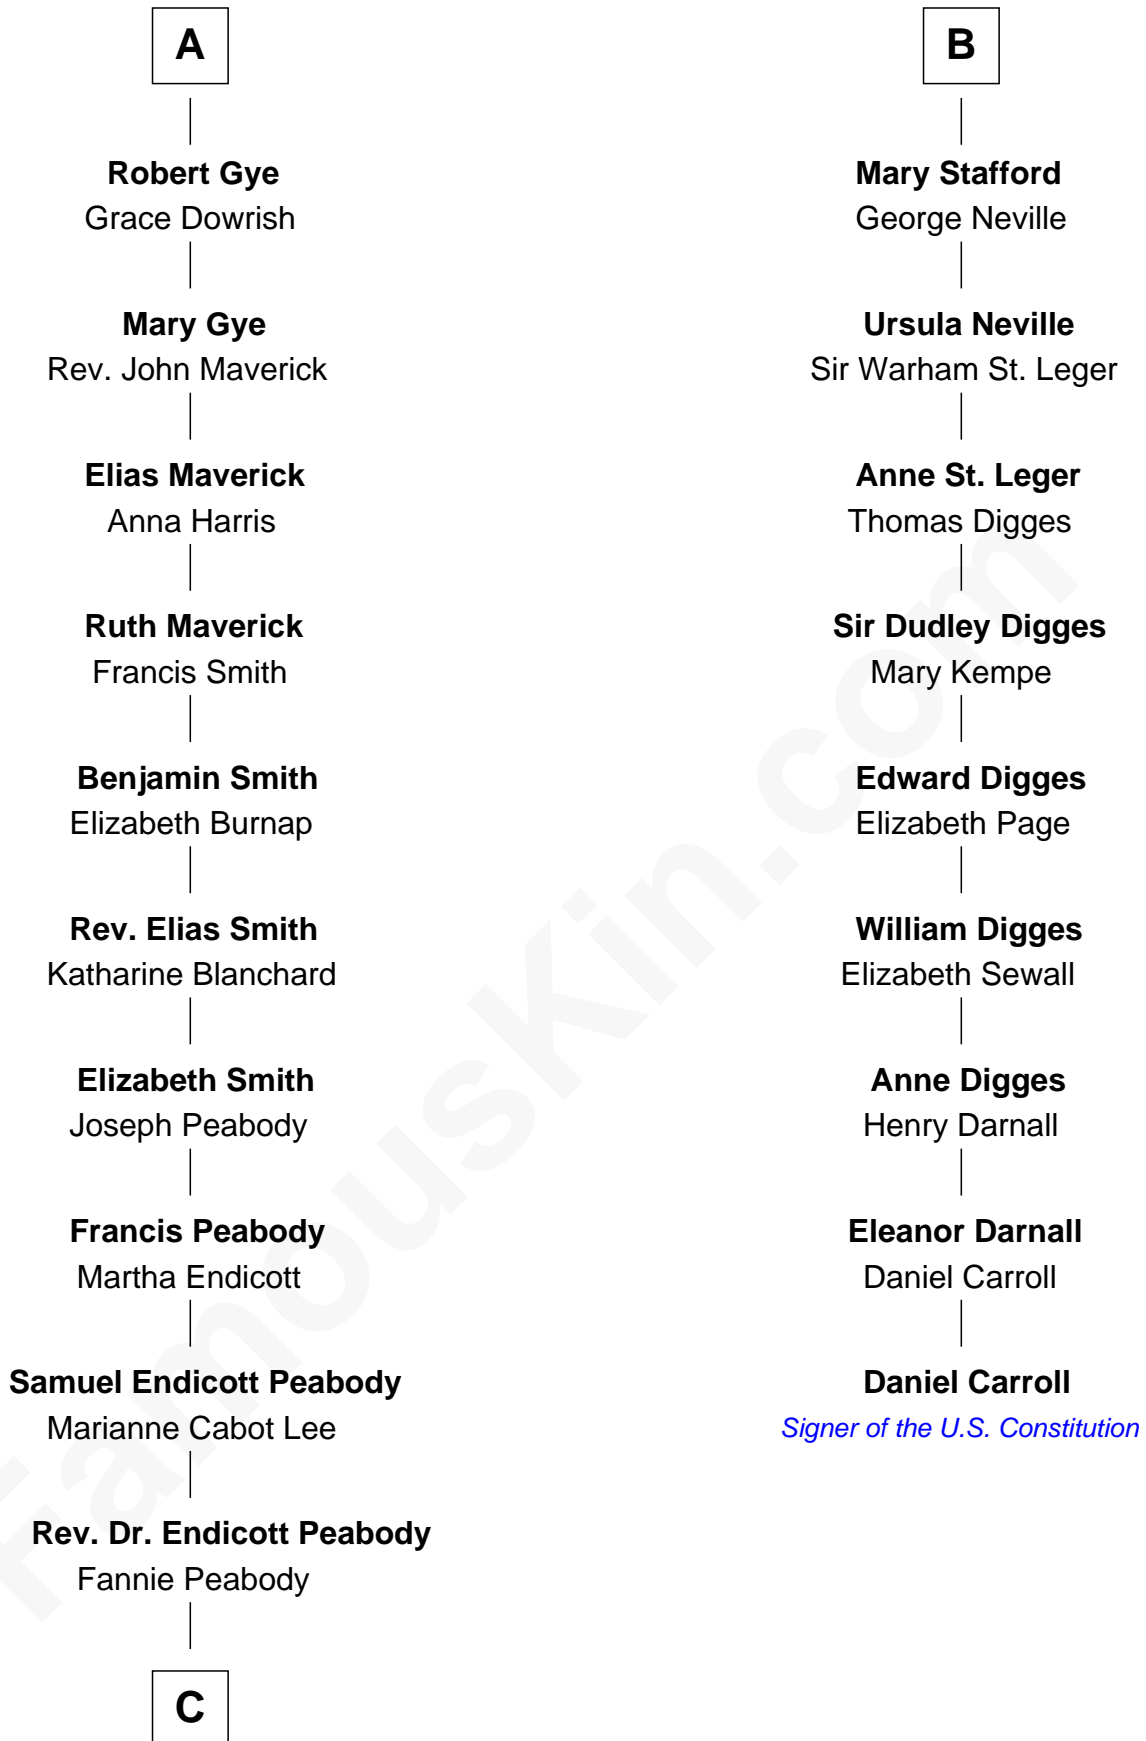 A
Robert Gye
Grace Dowrish
Mary Gye
Rev. John Maverick
Elias Maverick
Anna Harris
Ruth Maverick
Francis Smith
Benjamin Smith
Elizabeth Burnap
Rev. Elias Smith
Katharine Blanchard
Elizabeth Smith
Joseph Peabody
Francis Peabody
Martha Endicott
Samuel Endicott Peabody
Marianne Cabot Lee
Rev. Dr. Endicott Peabody
Fannie Peabody
C
B
Mary Stafford
George Neville
Ursula Neville
Sir Warham St. Leger
Anne St. Leger
Thomas Digges
Sir Dudley Digges
Mary Kempe
Edward Digges
Elizabeth Page
William Digges
Elizabeth Sewall
Anne Digges
Henry Darnall
Eleanor Darnall
Daniel Carroll
Daniel Carroll
Signer of the U.S. Constitution
FamousKin.com